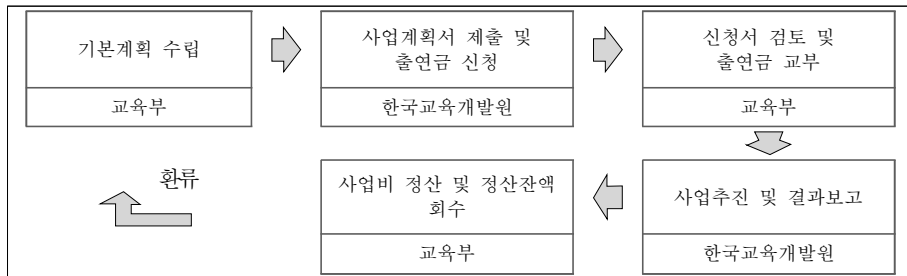 기본계획 수립
교육부
사업계획서 제출 및
출연금 신청
한국교육개발원
신청서 검토 및
출연금 교부
교육부
사업추진 및 결과보고
한국교육개발원
사업비 정산 및 정산잔액
회수
교육부
환류